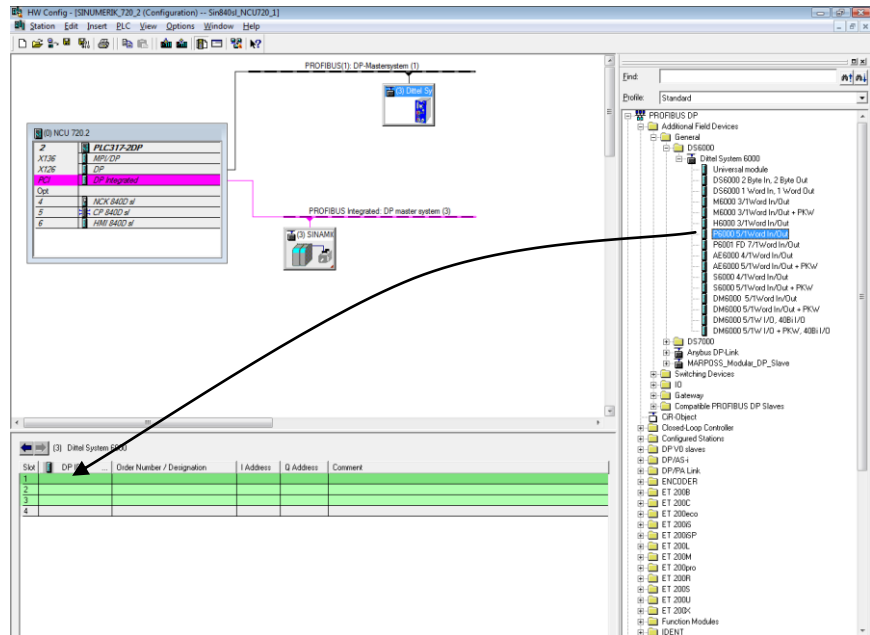 HW Config - [SINUMERIK_720_2 (Configuration) -- Sin840sl_NCU720_1]
Station Edit Insert PLC View Options Window Help
PROFIBUS(1): DP-Mastersystem (1)
(3) Dittel Sy
(0) NCU 720.2
2 PLC317-2DP
X136 MPI/DP
X126 DP
PCI DP Integrated
Opt
4 NCK 840D sl
5 CP 840D sl
6 HMI 840D sl
PROFIBUS Integrated: DP master system (3)
(3) SINAM
(3) Dittel System 6000
Slot DP ... Order Number / Designation I Address Q Address Comment
1
2
3
4
Find:
Profile: Standard
PROFIBUS DP
Additional Field Devices
General
DS6000
Dittel System 6000
Universal module
DS6000 2 Byte In, 2 Byte Out
DS6000 1 Word In, 1 Word Out
M6000 3/1Word In/Out
M6000 3/1Word In/Out + PKW
H6000 3/1Word In/Out
P6000 5/1Word In/Out
P6001 FD 7/1Word In/Out
AE6000 4/1Word In/Out
AE6000 5/1Word In/Out + PKW
S6000 4/1Word In/Out
S6000 5/1Word In/Out + PKW
DM6000 5/1Word In/Out
DM6000 5/1Word In/Out + PKW
DM6000 5/1W I/O, 40Bi I/O
DM6000 5/1W I/O + PKW, 40Bi I/O
DS7000
Anybus DP-Link
MARPOSS_Modular_DP_Slave
Switching Devices
IO
Gateway
Compatible PROFIBUS DP Slaves
CiR-Object
Closed-Loop Controller
Configured Stations
DP V0 slaves
DP/AS-i
DP/PA Link
ENCODER
ET 200B
ET 200C
ET 200eco
ET 200iS
ET 200iSP
ET 200L
ET 200M
ET 200pro
ET 200R
ET 200S
ET 200U
ET 200X
Function Modules
IDENT